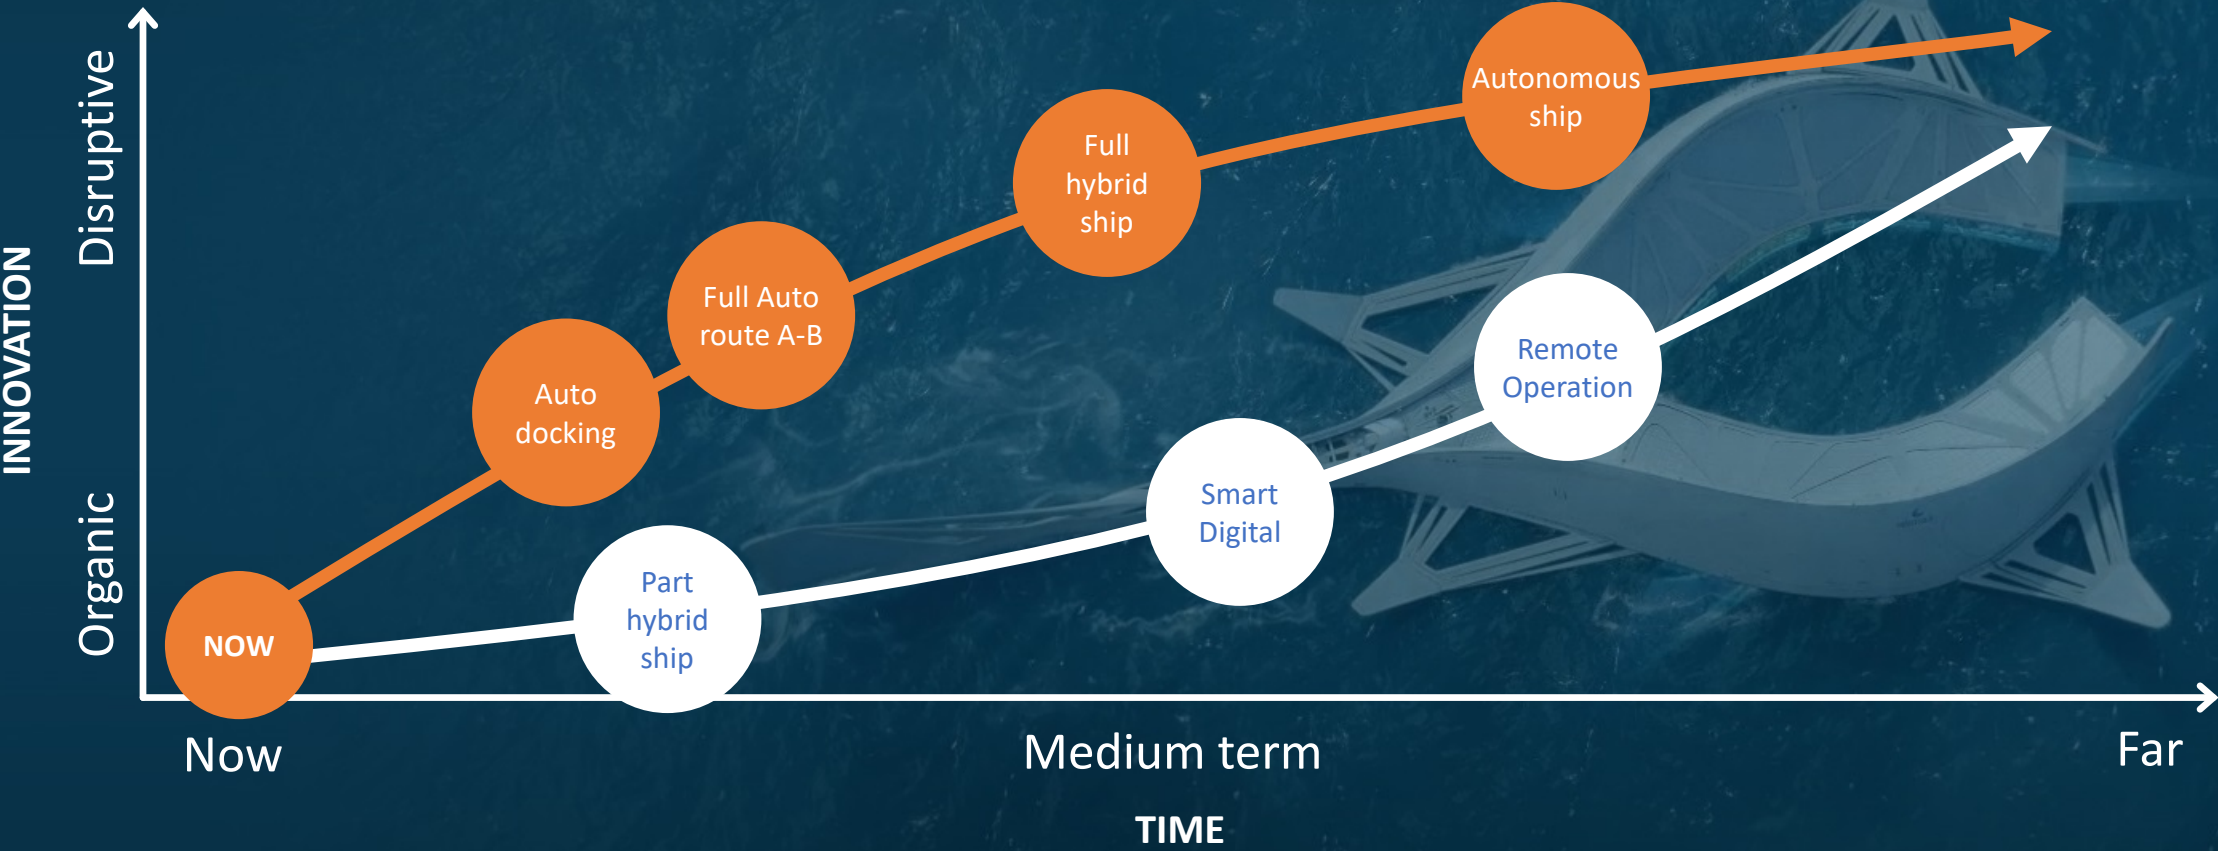 INNOVATION
Disruptive
Organic
NOW
Auto
docking
Full Auto
route A-B
Full
hybrid
ship
Autonomous
ship
Part
hybrid
ship
Smart
Digital
Remote
Operation
Now
Medium term
Far
TIME